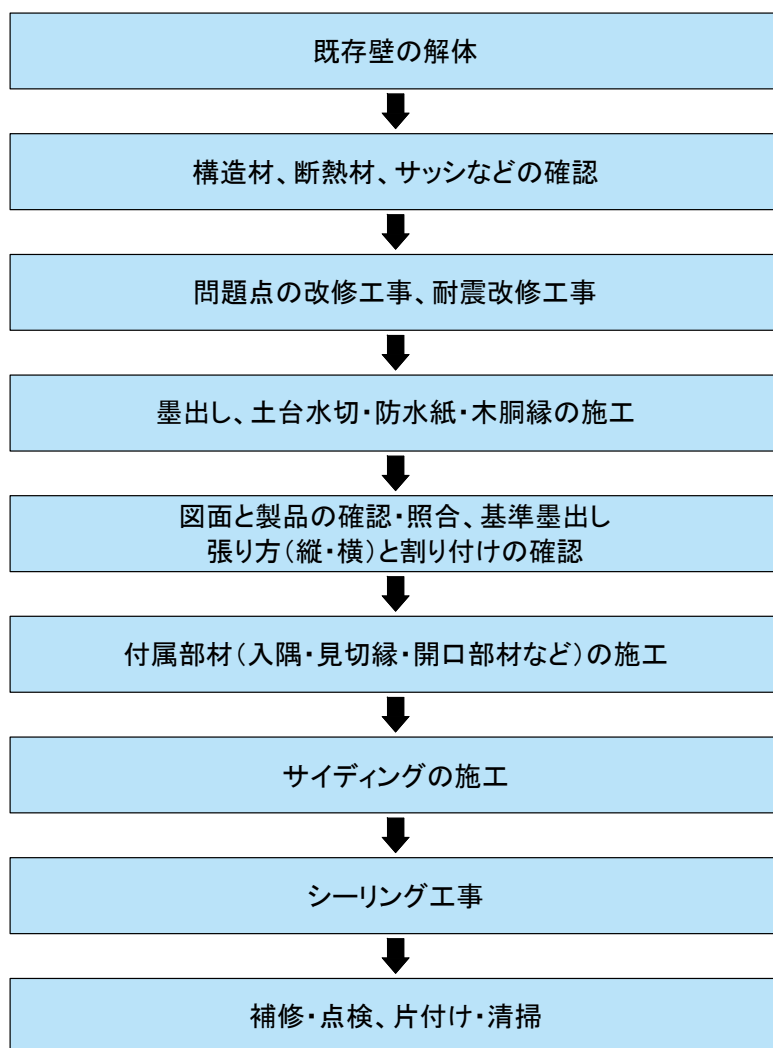 既存壁の解体
構造材、断熱材、サッシなどの確認
問題点の改修工事、耐震改修工事
墨出し、土台水切・防水紙・木胴縁の施工
図面と製品の確認・照合、基準墨出し
張り方（縦・横）と割り付けの確認
付属部材（入隅・見切縁・開口部材など）の施工
サイディングの施工
シーリング工事
補修・点検、片付け・清掃